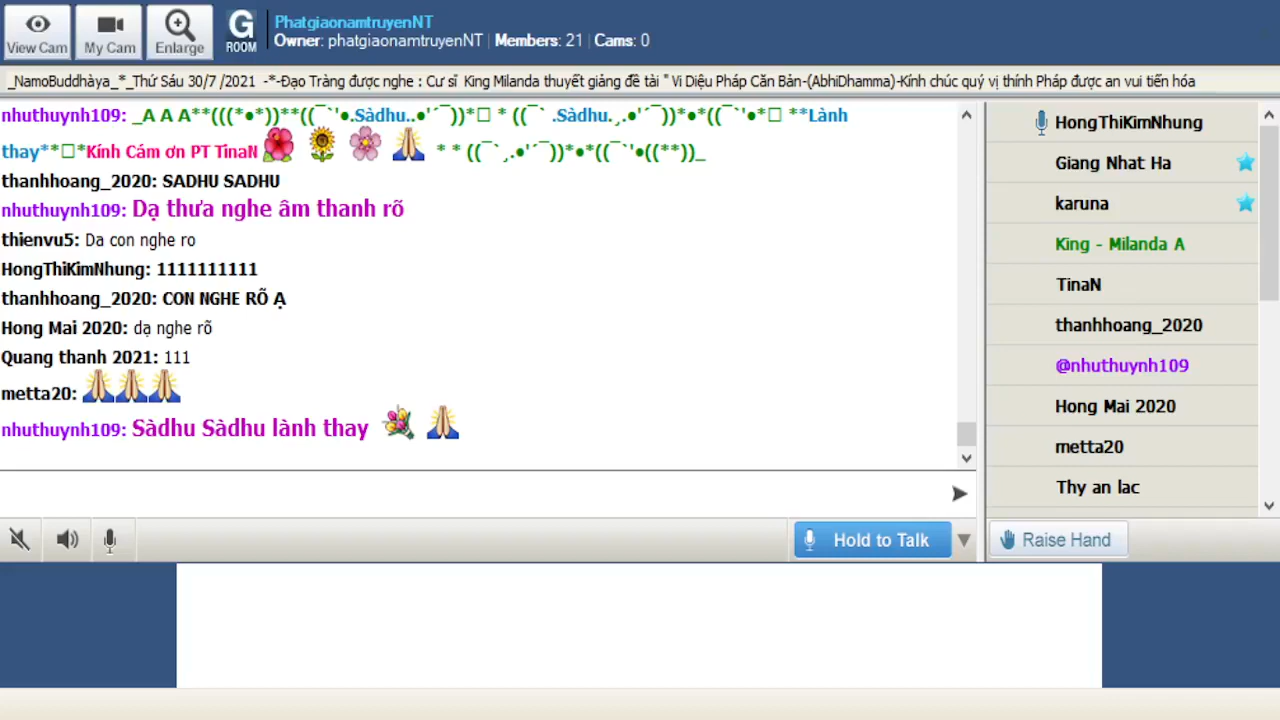 View Cam
My Cam
Enlarge
G
ROOM
PhatgiaonamtruyenNT
Owner: phatgiaonamtruyenNT | Members: 21 | Cams: 0
_NamoBuddhàya_*_Thứ Sáu 30/7 /2021 -*-Đạo Tràng được nghe : Cư sĩ King Milanda thuyết giảng đề tài " Vi Diệu Pháp Căn Bản-(AbhiDhamma)-Kính chúc quý vị thính Pháp được an vui tiến hóa
nhuthuynh109: _A A A**(((*•*))**((¯`'•.Sàdhu..•'´¯))*□ * ((¯` .Sàdhu.¸.•'´¯))*•*((¯`'•*□ **Lành
thay**□*Kính Cám ơn PT TinaN * * ((¯`¸.•'´¯))*•*((¯`'•((**))_
thanhhoang_2020: SADHU SADHU
nhuthuynh109: Dạ thưa nghe âm thanh rõ
thienvu5: Da con nghe ro
HongThiKimNhung: 1111111111
thanhhoang_2020: CON NGHE RÕ Ạ
Hong Mai 2020: dạ nghe rõ
Quang thanh 2021: 111
metta20: 🙏🙏🙏
nhuthuynh109: Sàdhu Sàdhu lành thay
Hold to Talk
HongThiKimNhung
Giang Nhat Ha
karuna
King - Milanda A
TinaN
thanhhoang_2020
@nhuthuynh109
Hong Mai 2020
metta20
Thy an lac
Raise Hand